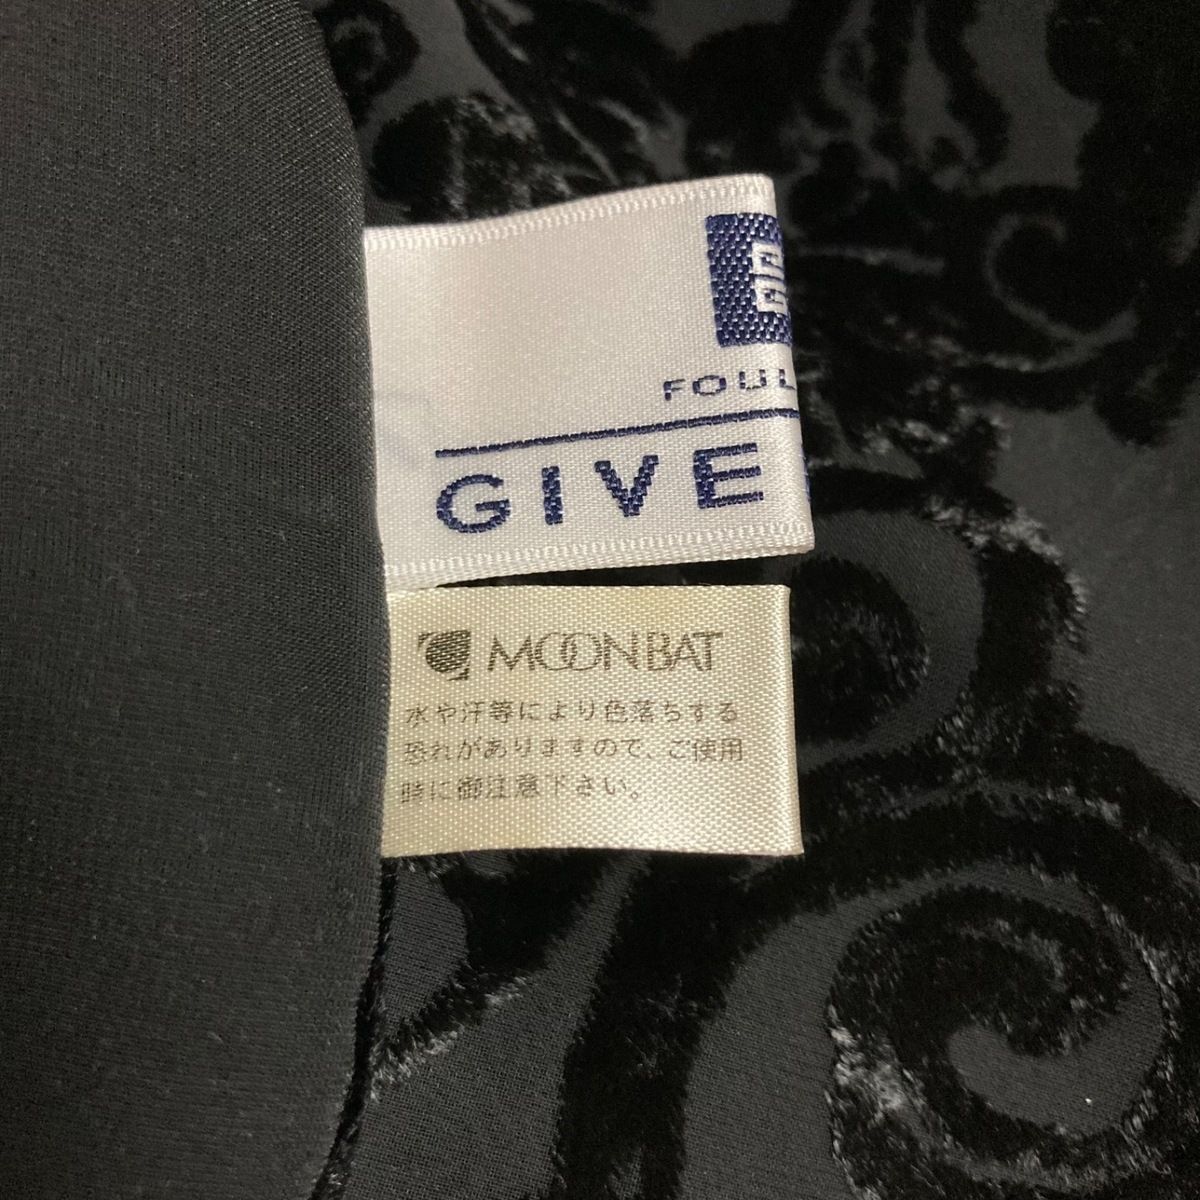 FOUL
GIVE
MOONBAT
水や汗等により色落ちする
恐れがありますので、ご使用
時に御注意下さい。